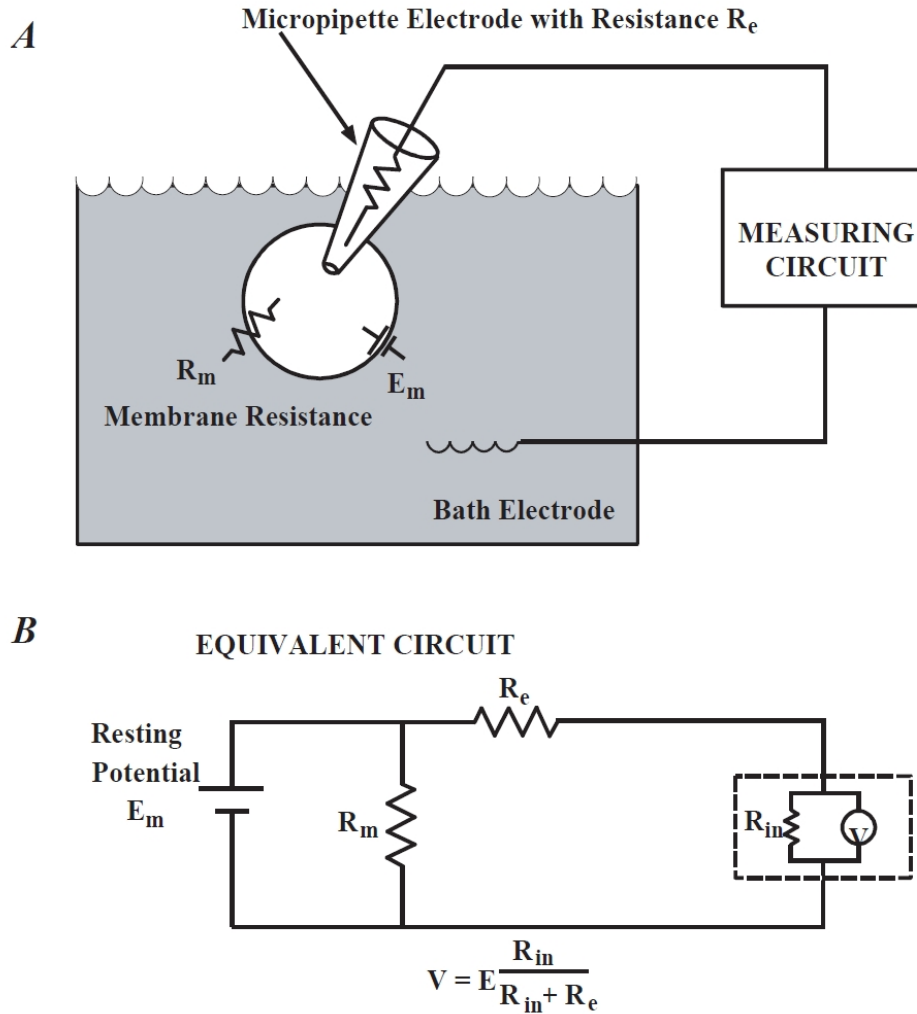 A
Micropipette Electrode with Resistance Re
MEASURING
CIRCUIT
Rm
Em
Membrane Resistance
Bath Electrode
B
EQUIVALENT CIRCUIT
Re
Resting
Potential
Em
Rm
Rin
V
V = E Rin / Rin + Re